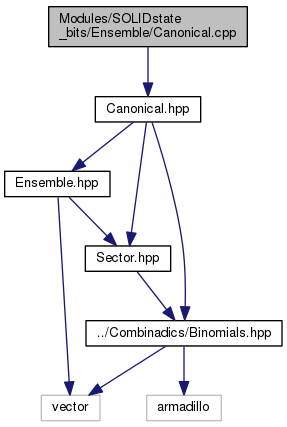 Modules/SOLIDstate
_bits/Ensemble/Canonical.cpp
Canonical.hpp
Ensemble.hpp
Sector.hpp
../Combinadics/Binomials.hpp
vector
armadillo